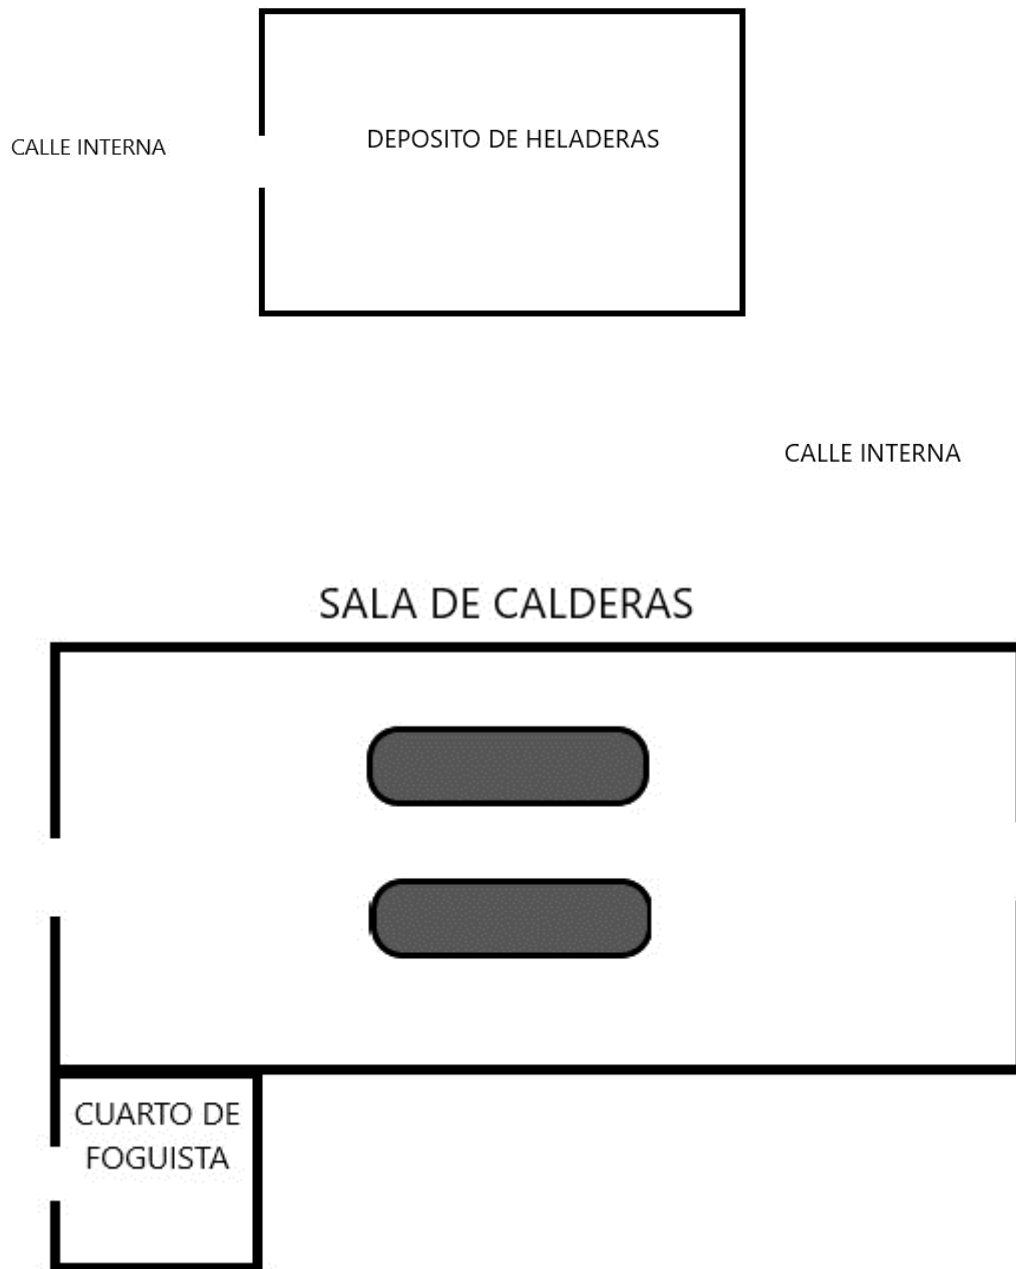 DEPOSITO DE HELADERAS
CALLE INTERNA
CALLE INTERNA
SALA DE CALDERAS
CUARTO DE
FOGUISTA